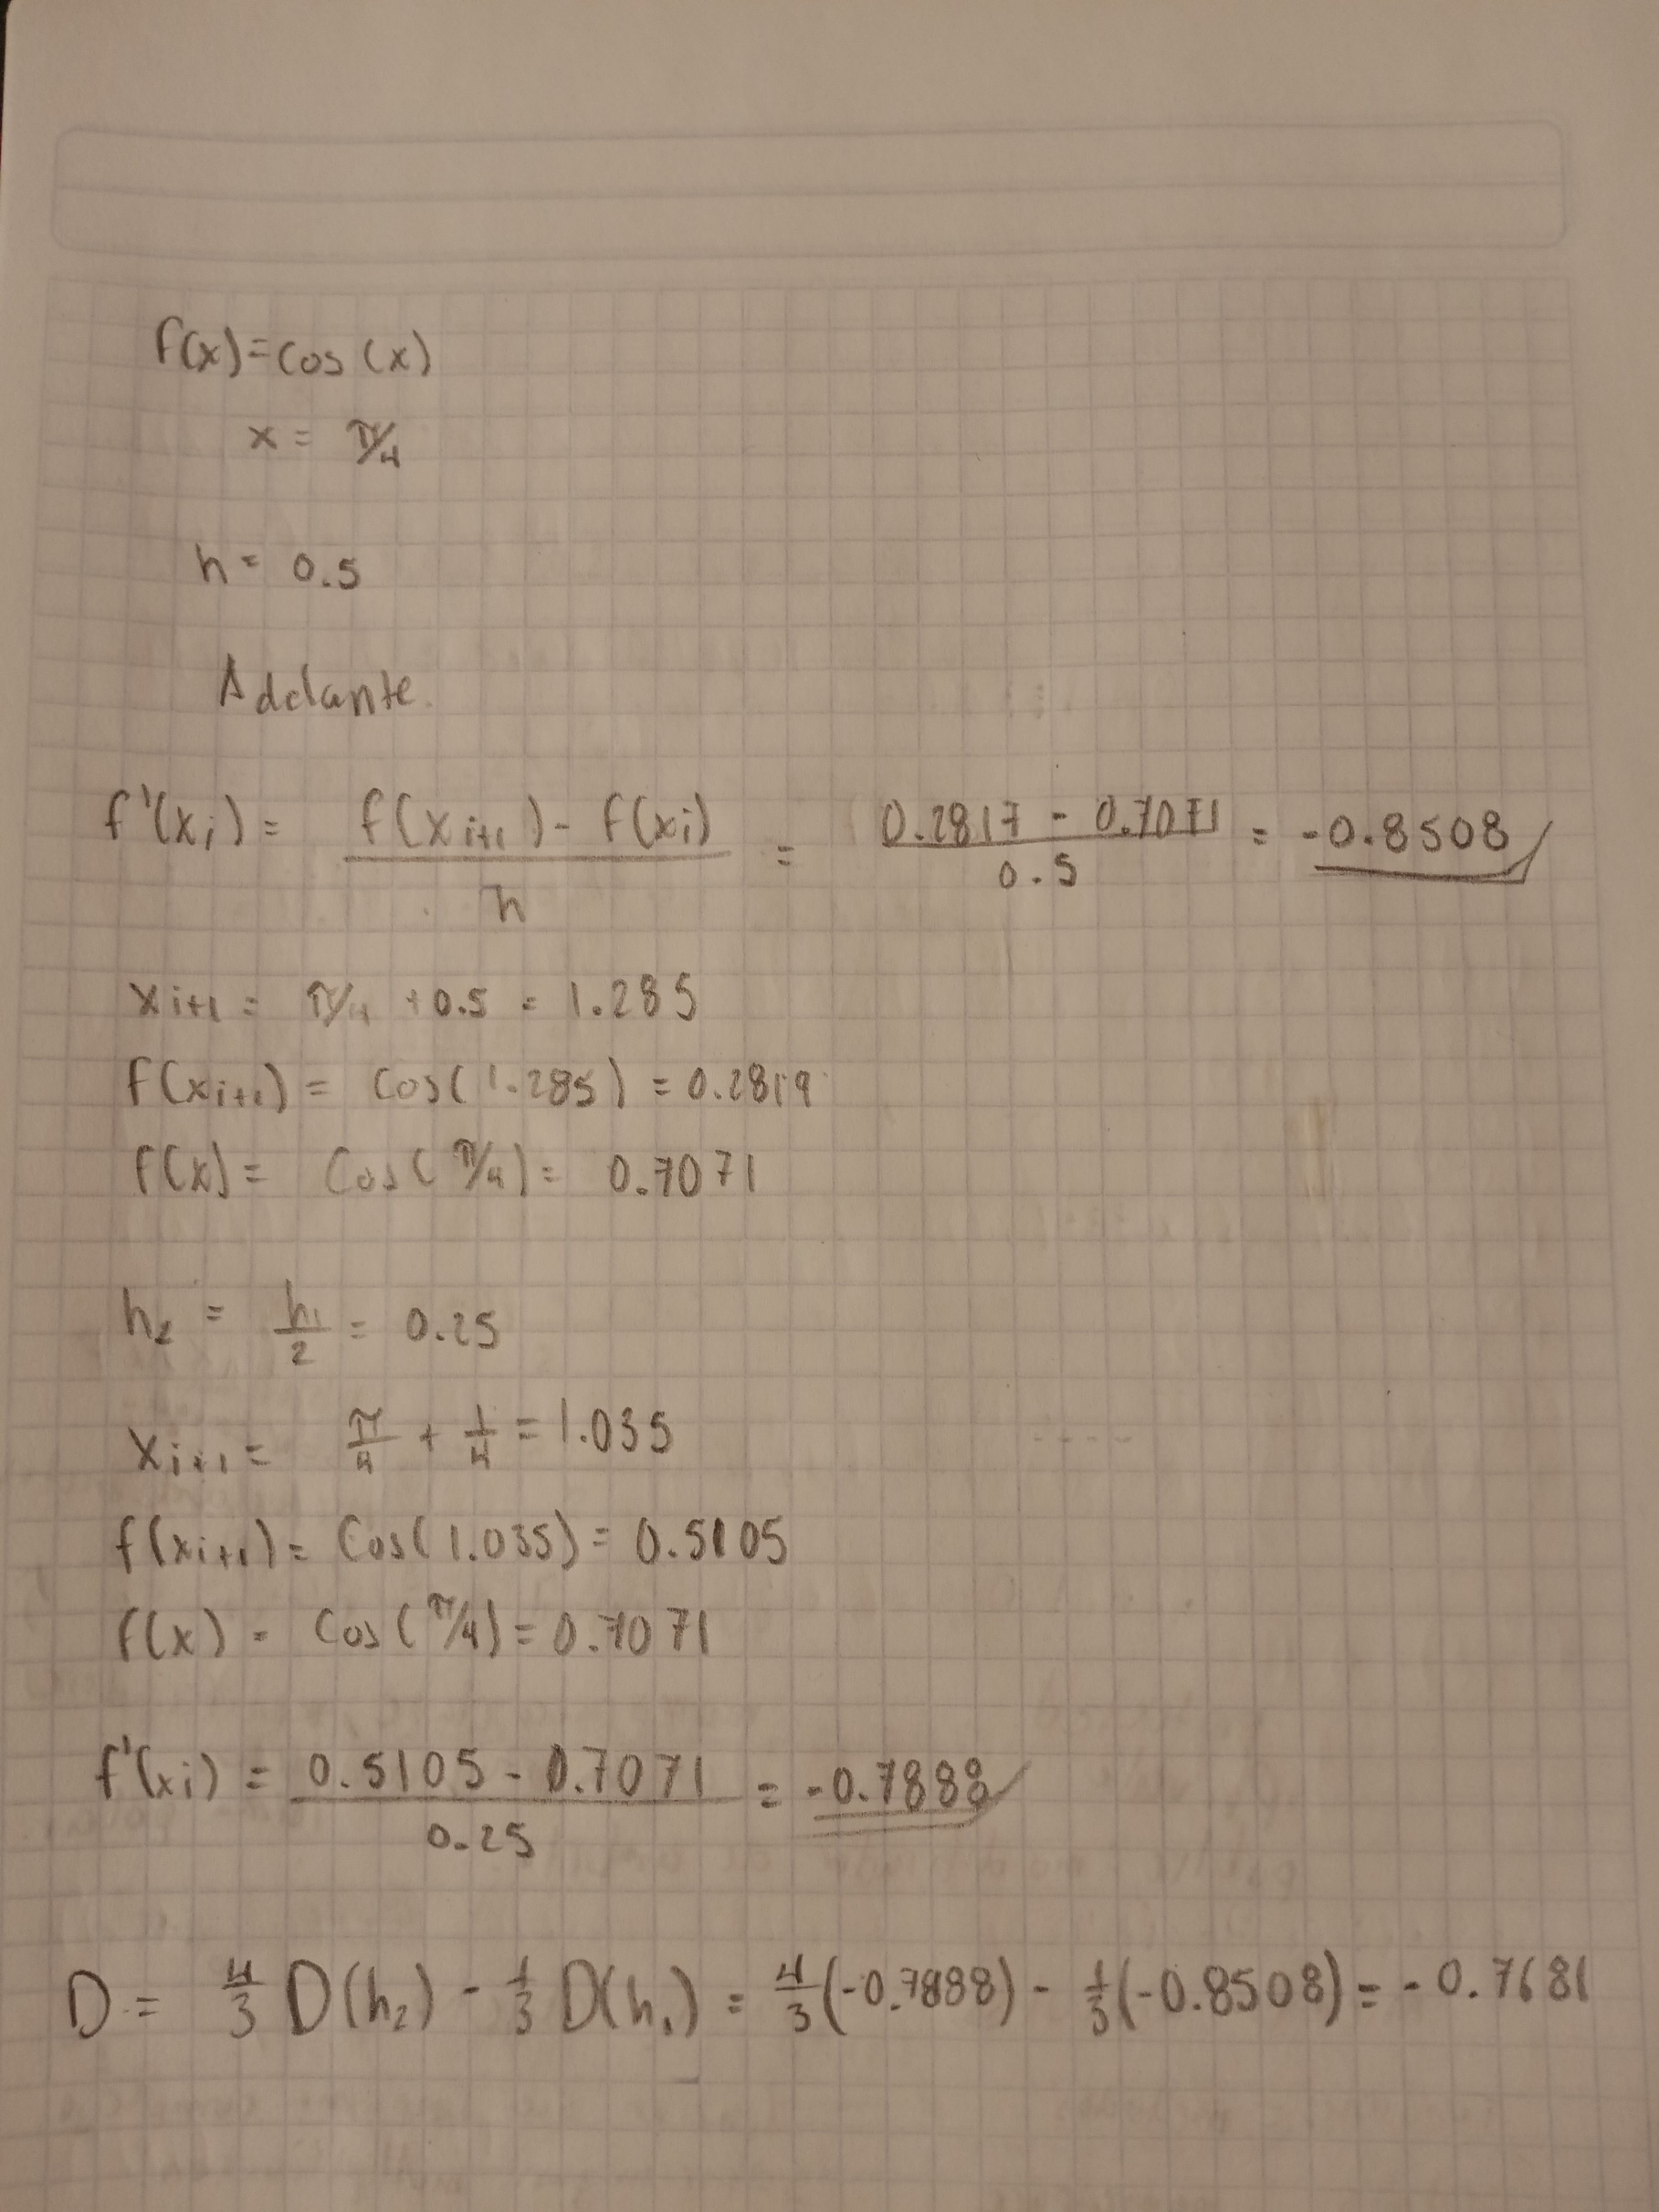 f(x)=cos(x)
x = π/4
h = 0.5
Adelante.
f'(xi) = f(xi+1) - f(xi) / h = 0.2817 - 0.7071 / 0.5 = -0.8508
xi+1 = π/4 + 0.5 = 1.285
f(xi+1) = cos(1.285) = 0.2819
f(x) = Cos(π/4) = 0.7071
h2 = h1/2 = 0.25
xi+1 = π/4 + 1/4 = 1.035
f(xi+1) = Cos(1.035) = 0.5105
f(x) = Cos(π/4) = 0.7071
f'(xi) = 0.5105 - 0.7071 / 0.25 = -0.7888
D = 4/3 D(h2) - 1/3 D(h1) = 4/3(-0.7888) - 1/3(-0.8508) = -0.7681